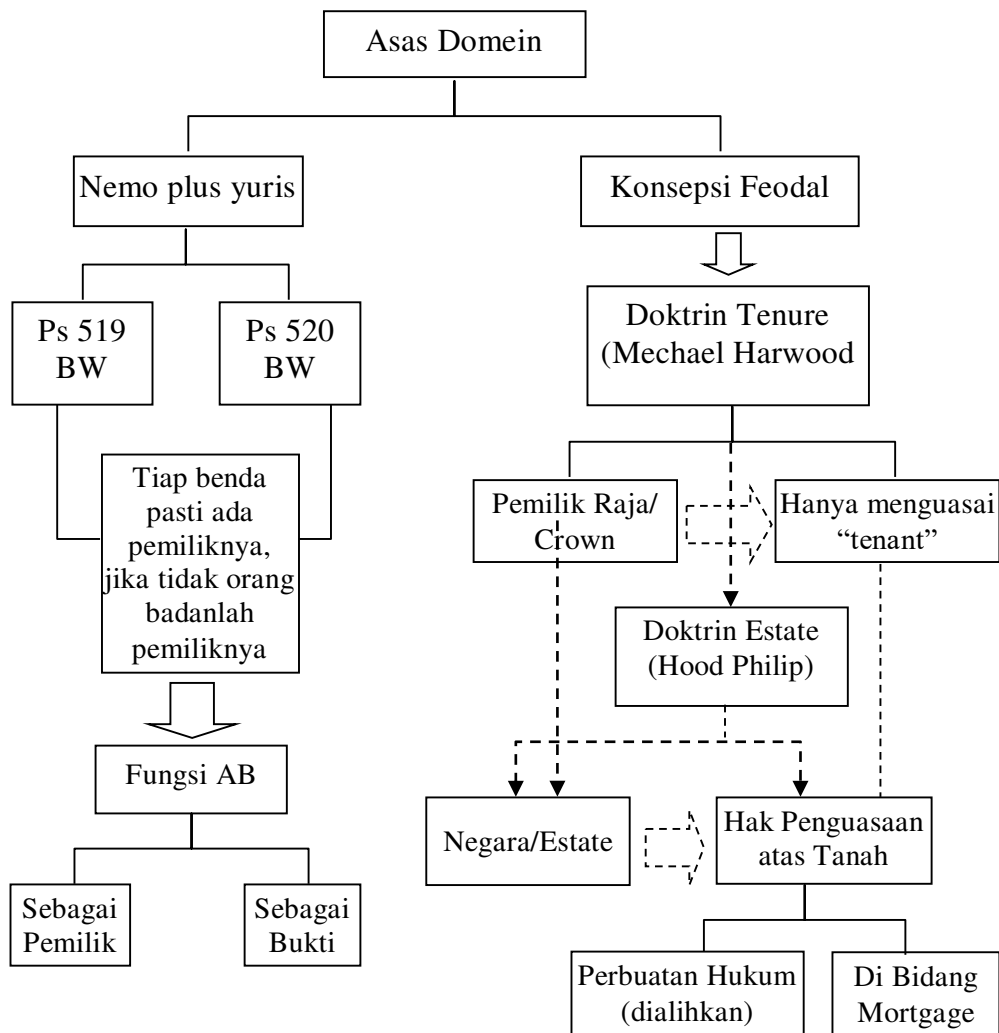 Asas Domein
Nemo plus yuris
Konsepsi Feodal
Ps 519
BW
Ps 520
BW
Doktrin Tenure
(Mechael Harwood
Tiap benda
pasti ada
pemiliknya,
jika tidak orang
badanlah
pemiliknya
Pemilik Raja/
Crown
Hanya menguasai
“tenant”
Doktrin Estate
(Hood Philip)
Fungsi AB
Negara/Estate
Hak Penguasaan
atas Tanah
Sebagai
Pemilik
Sebagai
Bukti
Perbuatan Hukum
(dialihkan)
Di Bidang
Mortgage